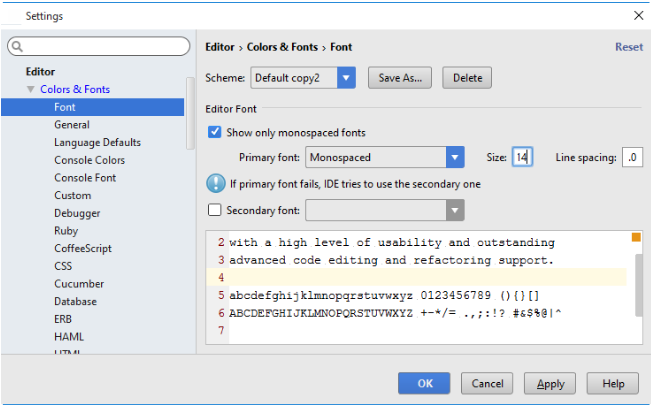 Settings
Editor › Colors & Fonts › Font
Reset
Editor
Colors & Fonts
Font
General
Language Defaults
Console Colors
Console Font
Custom
Debugger
Ruby
CoffeeScript
CSS
Cucumber
Database
ERB
HAML
HTML
Scheme: Default copy2 Save As... Delete
Editor Font
Show only monospaced fonts
Primary font: Monospaced Size: 14 Line spacing: .0
If primary font fails, IDE tries to use the secondary one
Secondary font:
2 with a high level of usability and outstanding
3 advanced code editing and refactoring support.
4
5 abcdefghijklmnopqrstuvwxyz 0123456789 (){}[]
6 ABCDEFGHIJKLMNOPQRSTUVWXYZ +-*/= .,;:!? #&$%@|^
7
OK Cancel Apply Help